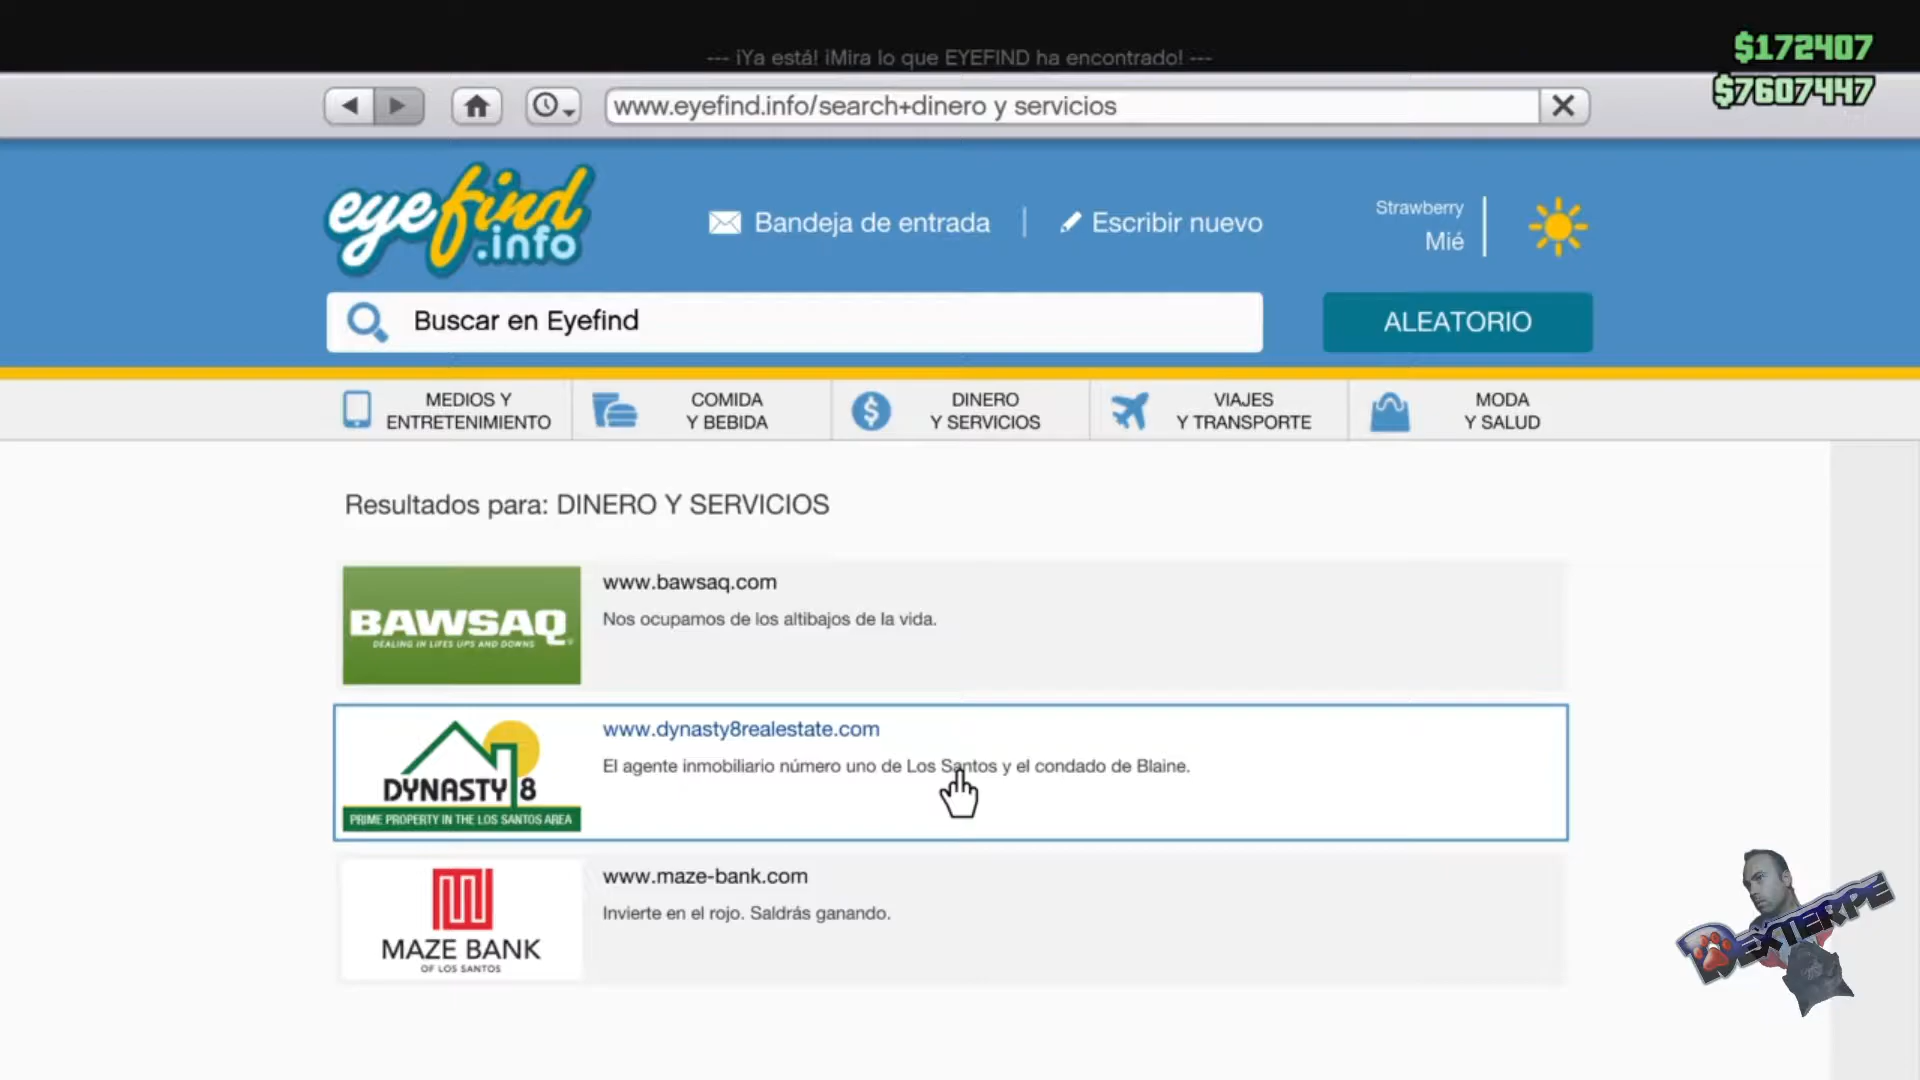 --- ¡Ya está! ¡Mira lo que EYEFIND ha encontrado! ---
$172407
$7607447
www.eyefind.info/search+dinero y servicios
eyefind
.info
Bandeja de entrada
Escribir nuevo
Strawberry
Mié
Buscar en Eyefind
ALEATORIO
MEDIOS Y
ENTRETENIMIENTO
COMIDA
Y BEBIDA
DINERO
Y SERVICIOS
VIAJES
Y TRANSPORTE
MODA
Y SALUD
Resultados para: DINERO Y SERVICIOS
BAWSAQ
DEALING IN LIFES UPS AND DOWNS
www.bawsaq.com
Nos ocupamos de los altibajos de la vida.
DYNASTY 8
PRIME PROPERTY IN THE LOS SANTOS AREA
www.dynasty8realestate.com
El agente inmobiliario número uno de Los Santos y el condado de Blaine.
MAZE BANK
OF LOS SANTOS
www.maze-bank.com
Invierte en el rojo. Saldrás ganando.
DEXTERPE